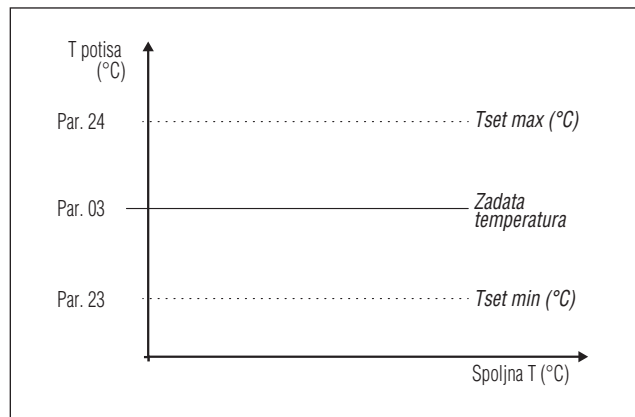 T potisa
(°C)
Par. 24
Tset max (°C)
Par. 03
Zadata
temperatura
Par. 23
Tset min (°C)
Spoljna T (°C)